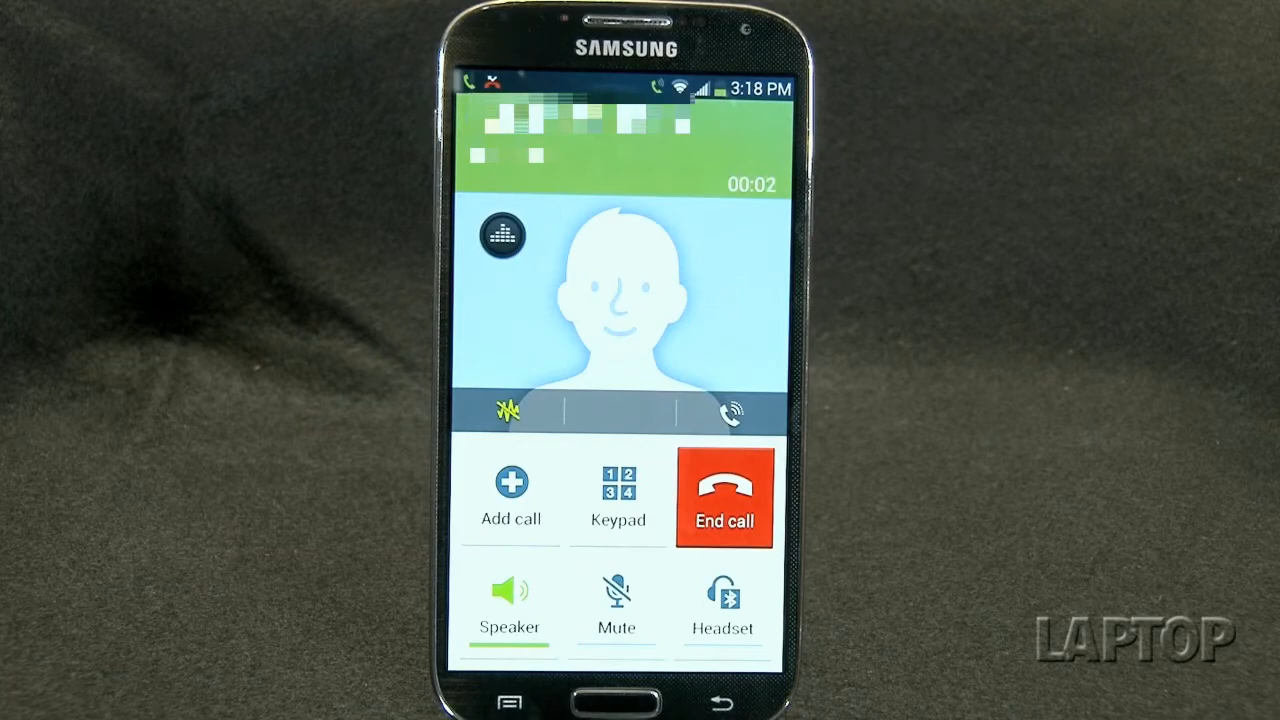 SAMSUNG
3:18 PM
00:02
1 2
3 4
Add call
Keypad
End call
Speaker
Mute
Headset
LAPTOP